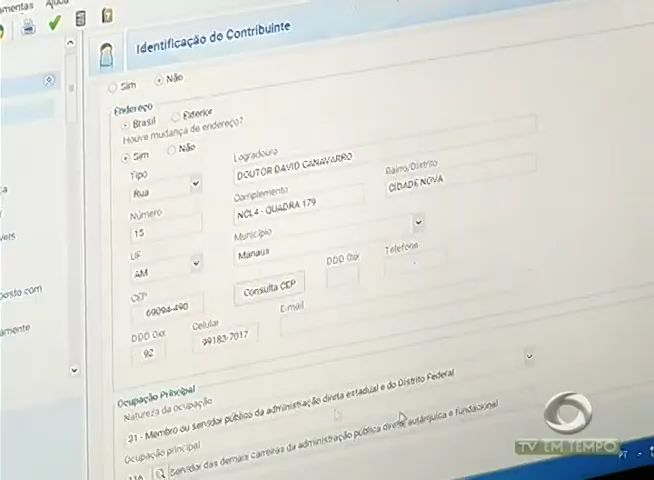 Identificação do Contribuinte
Sim Não
Endereço
Brasil Exterior
Houve mudança de endereço?
Sim Não
Tipo Logradouro
Rua DOUTOR DAVID CANAVARRO
Número Complemento Bairro/Distrito
15 NCL4 - QUADRA 179 CIDADE NOVA
UF Município
AM Manaus
CEP DDD Telefone
69094-490 Consulta CEP
DDD Celular E-mail
92 99183-7017
Ocupação Principal
Natureza da ocupação
21 - Membro ou servidor público da administração direta estadual e do Distrito Federal
Ocupação principal
Servidor das demais carreiras da administração pública direta, autárquica e fundacional
TV EM TEMPO
PT
posto com
amente